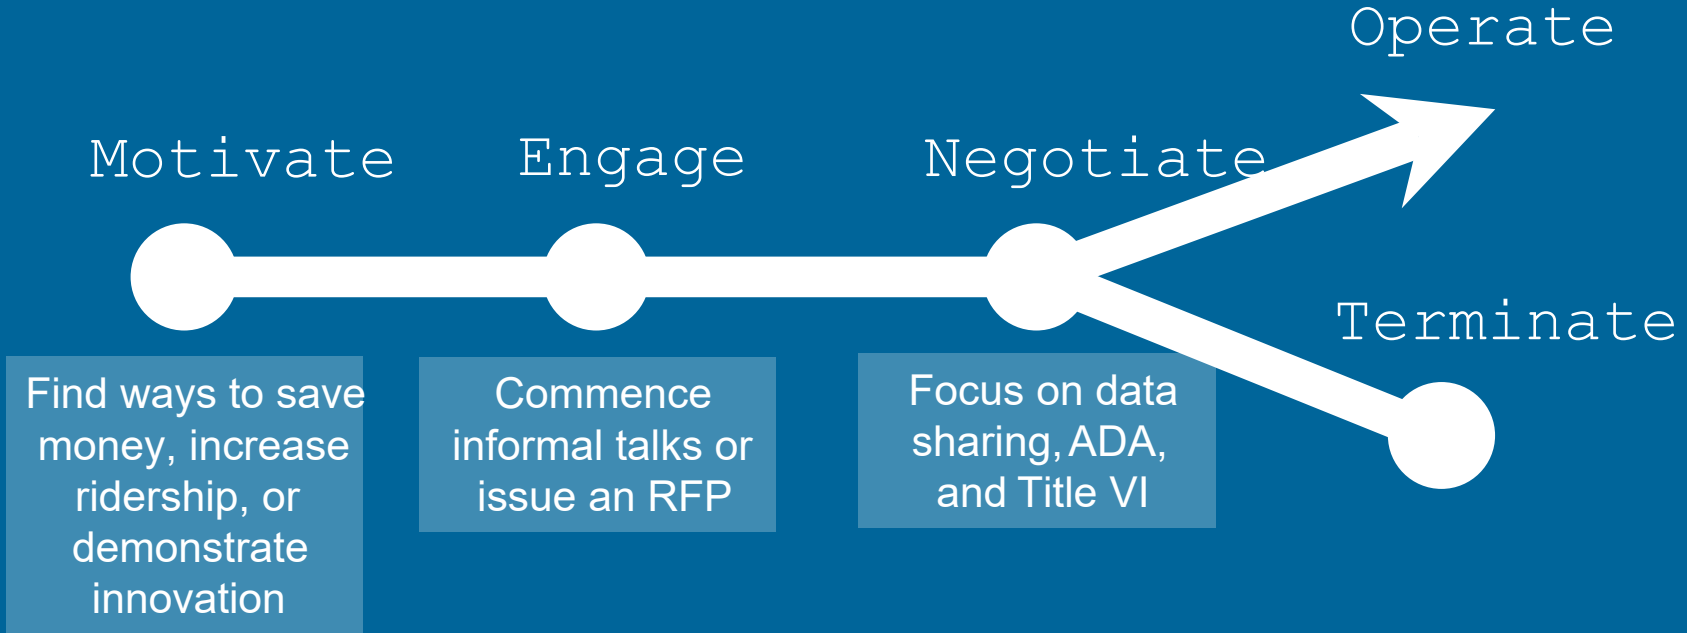 Operate
Motivate
Engage
Negotiate
Terminate
Find ways to save
money, increase
ridership, or
demonstrate
innovation
Commence
informal talks or
issue an RFP
Focus on data
sharing, ADA,
and Title VI